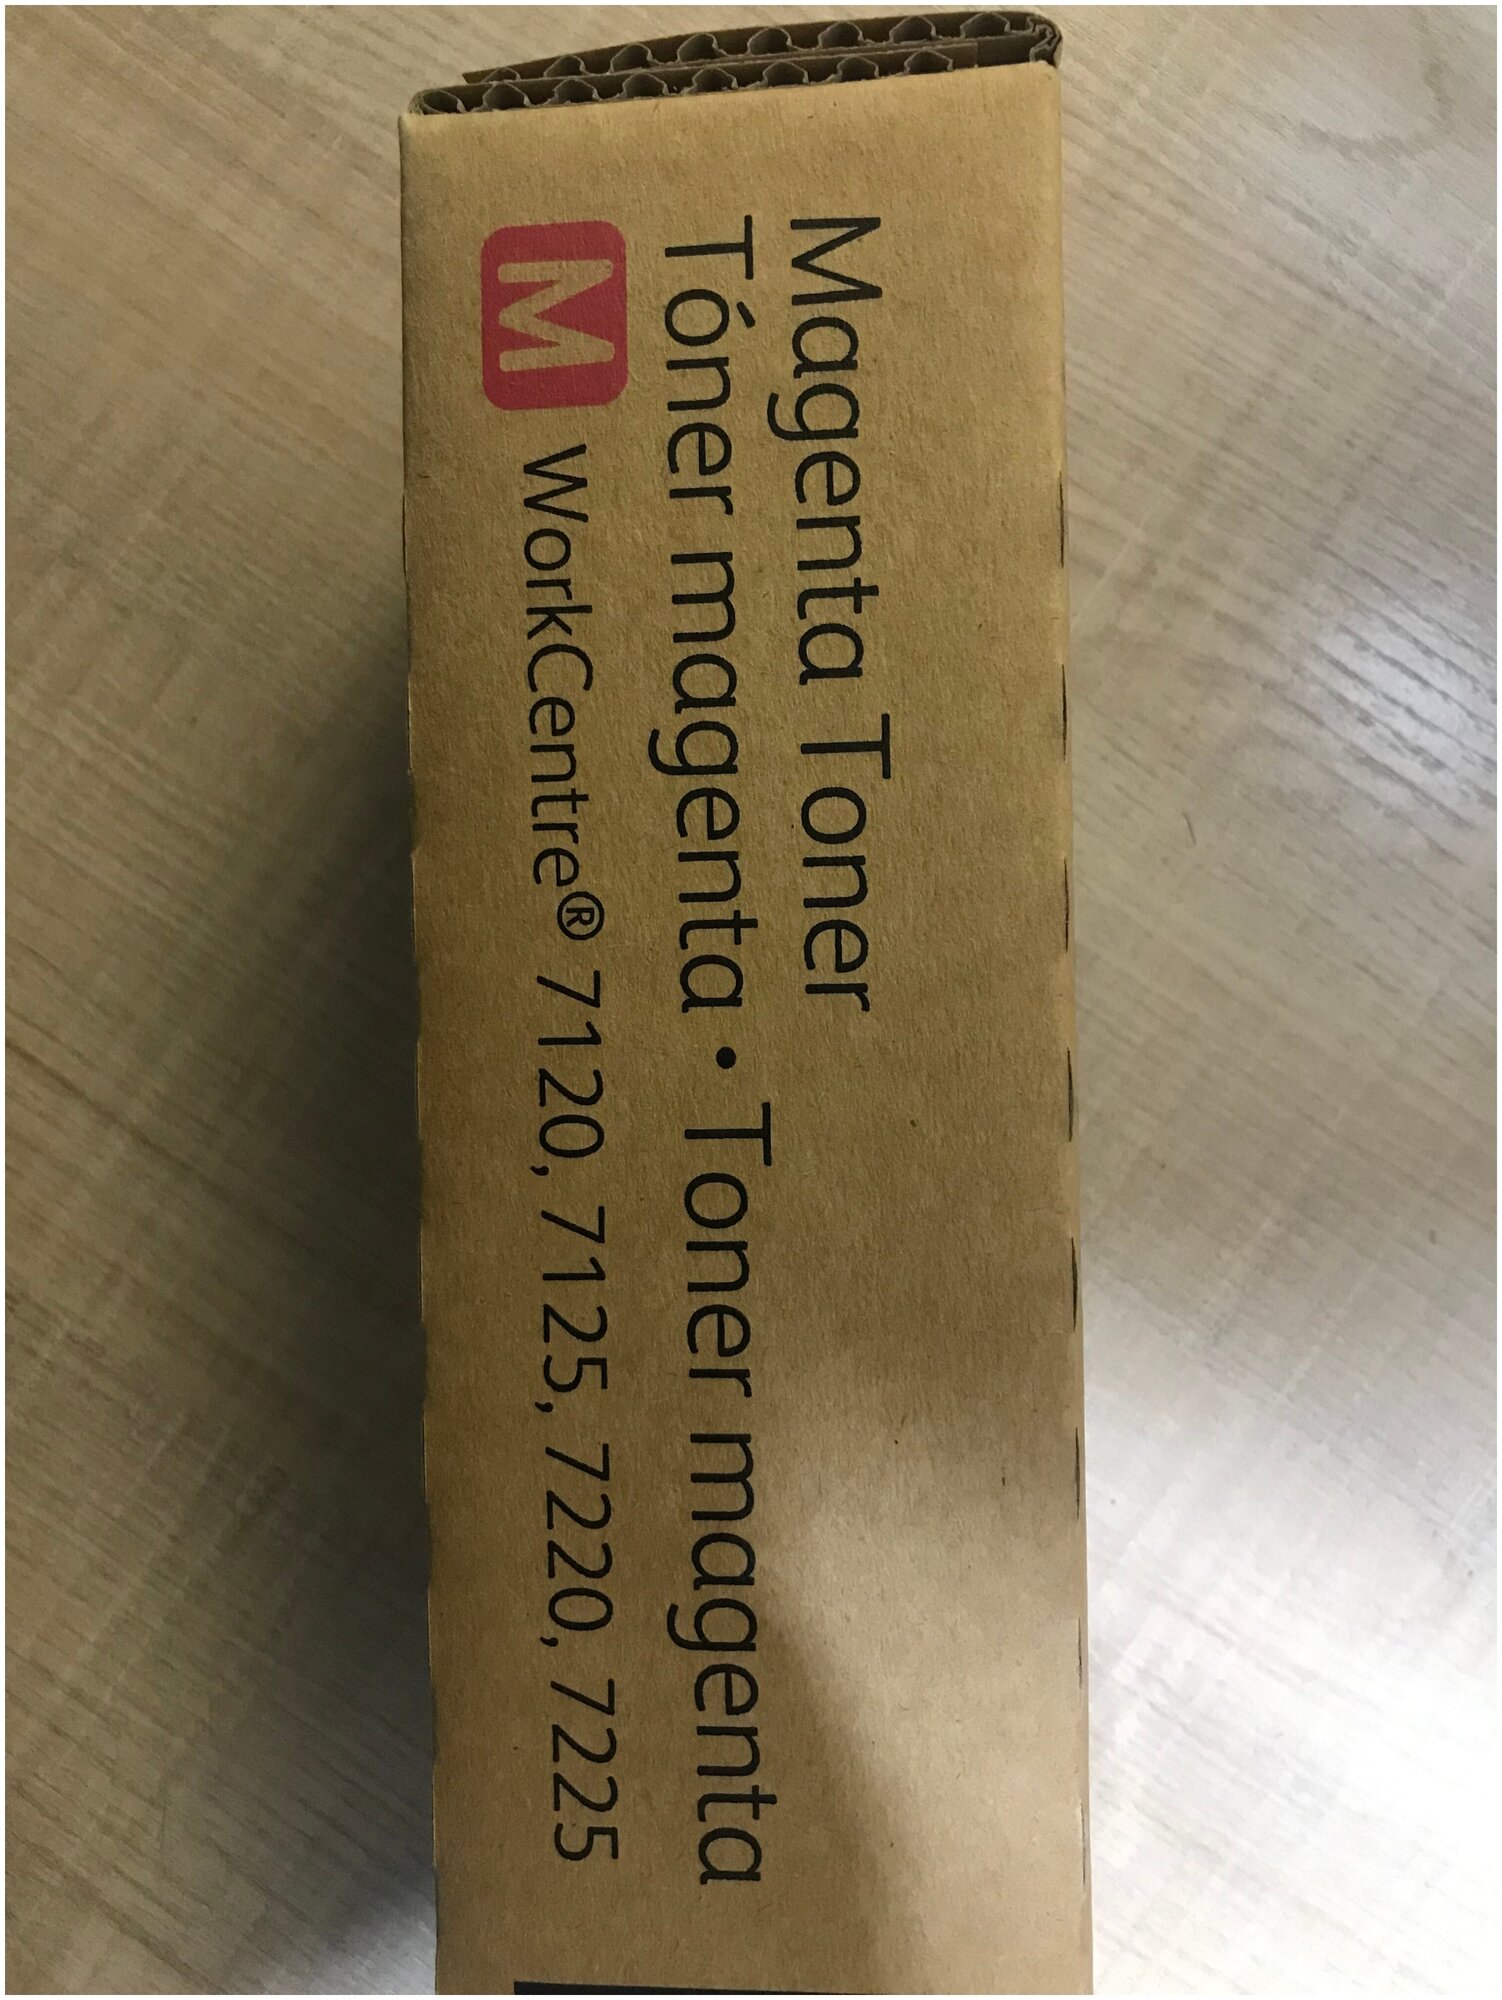 Magenta Toner
Tóner magenta • Toner magenta
M WorkCentre® 7120, 7125, 7220, 7225